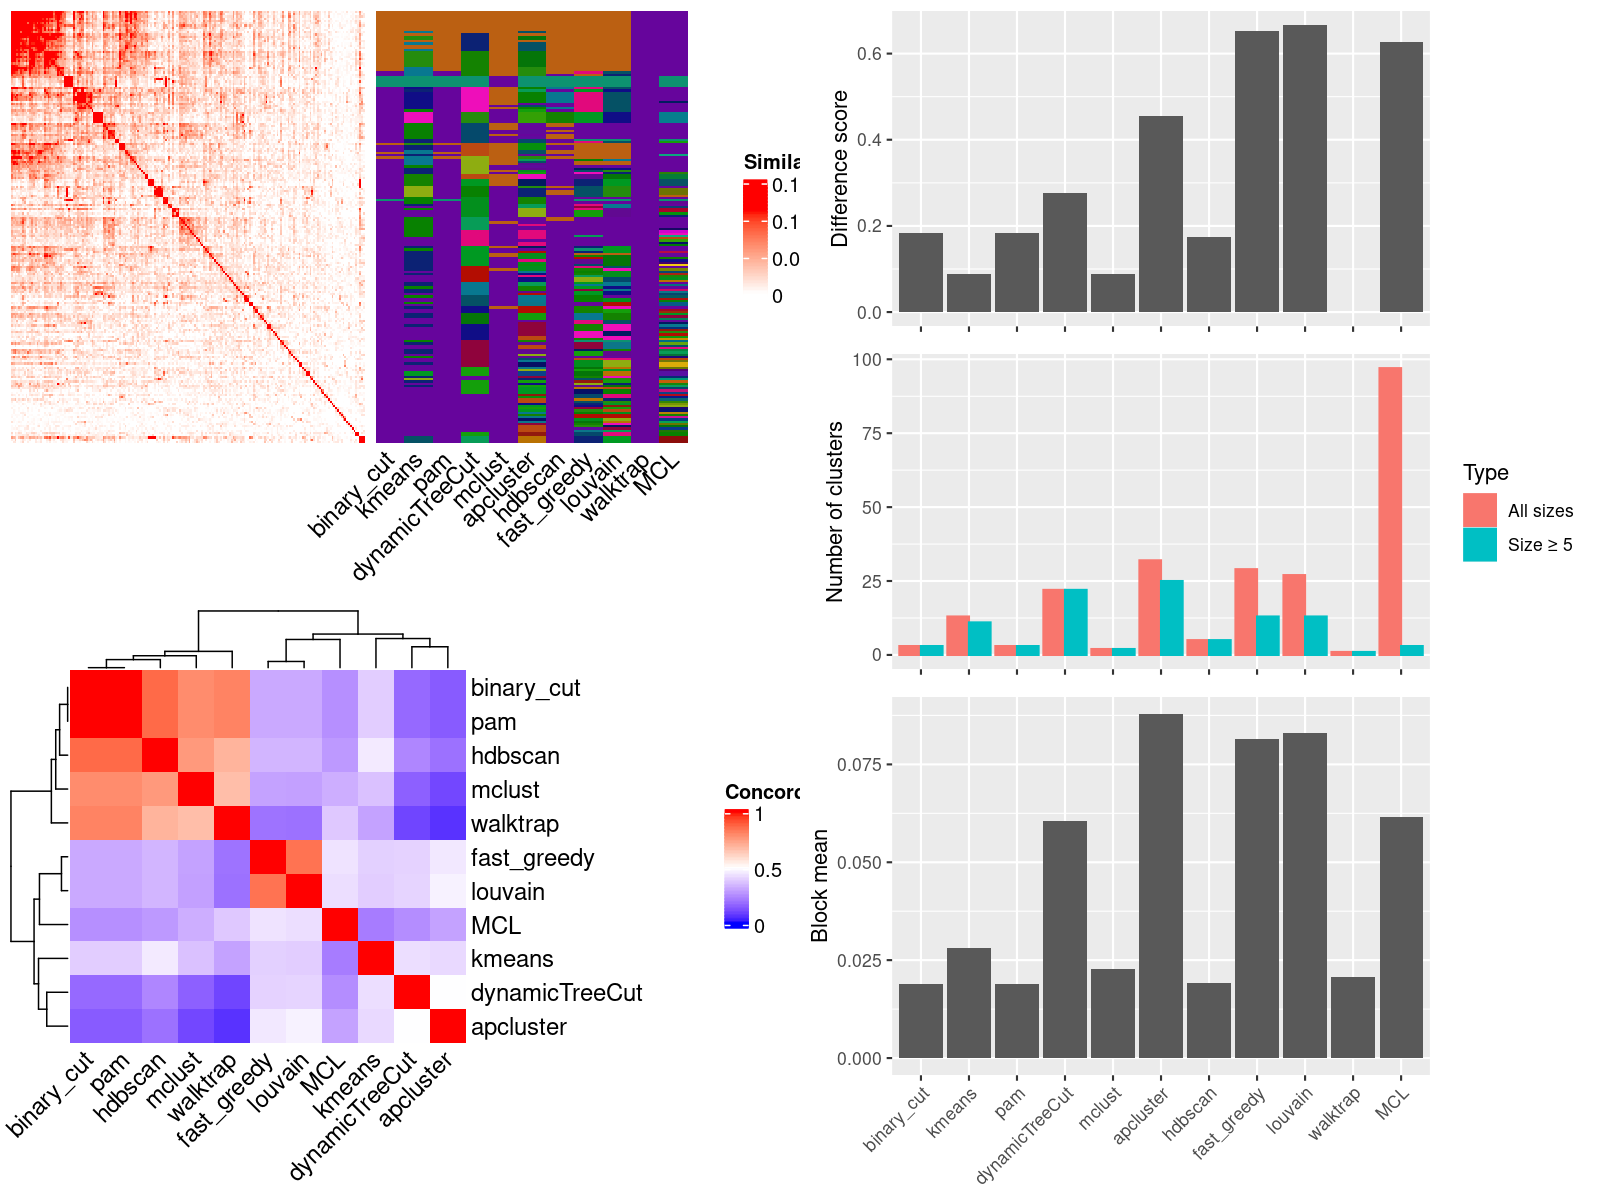 Simila
0.1
0.1
0.0
0
binary_cut
kmeans
pam
dynamicTreeCut
mclust
apcluster
hdbscan
fast_greedy
louvain
walktrap
MCL
binary_cut
pam
hdbscan
mclust
walktrap
fast_greedy
louvain
MCL
kmeans
dynamicTreeCut
apcluster
binary_cut
pam
hdbscan
mclust
walktrap
fast_greedy
louvain
MCL
kmeans
dynamicTreeCut
apcluster
Concord
1
0.5
0
Difference score
0.6
0.4
0.2
0.0
Number of clusters
100
75
50
25
0
Type
All sizes
Size ≥ 5
Block mean
0.075
0.050
0.025
0.000
binary_cut
kmeans
pam
dynamicTreeCut
mclust
apcluster
hdbscan
fast_greedy
louvain
walktrap
MCL